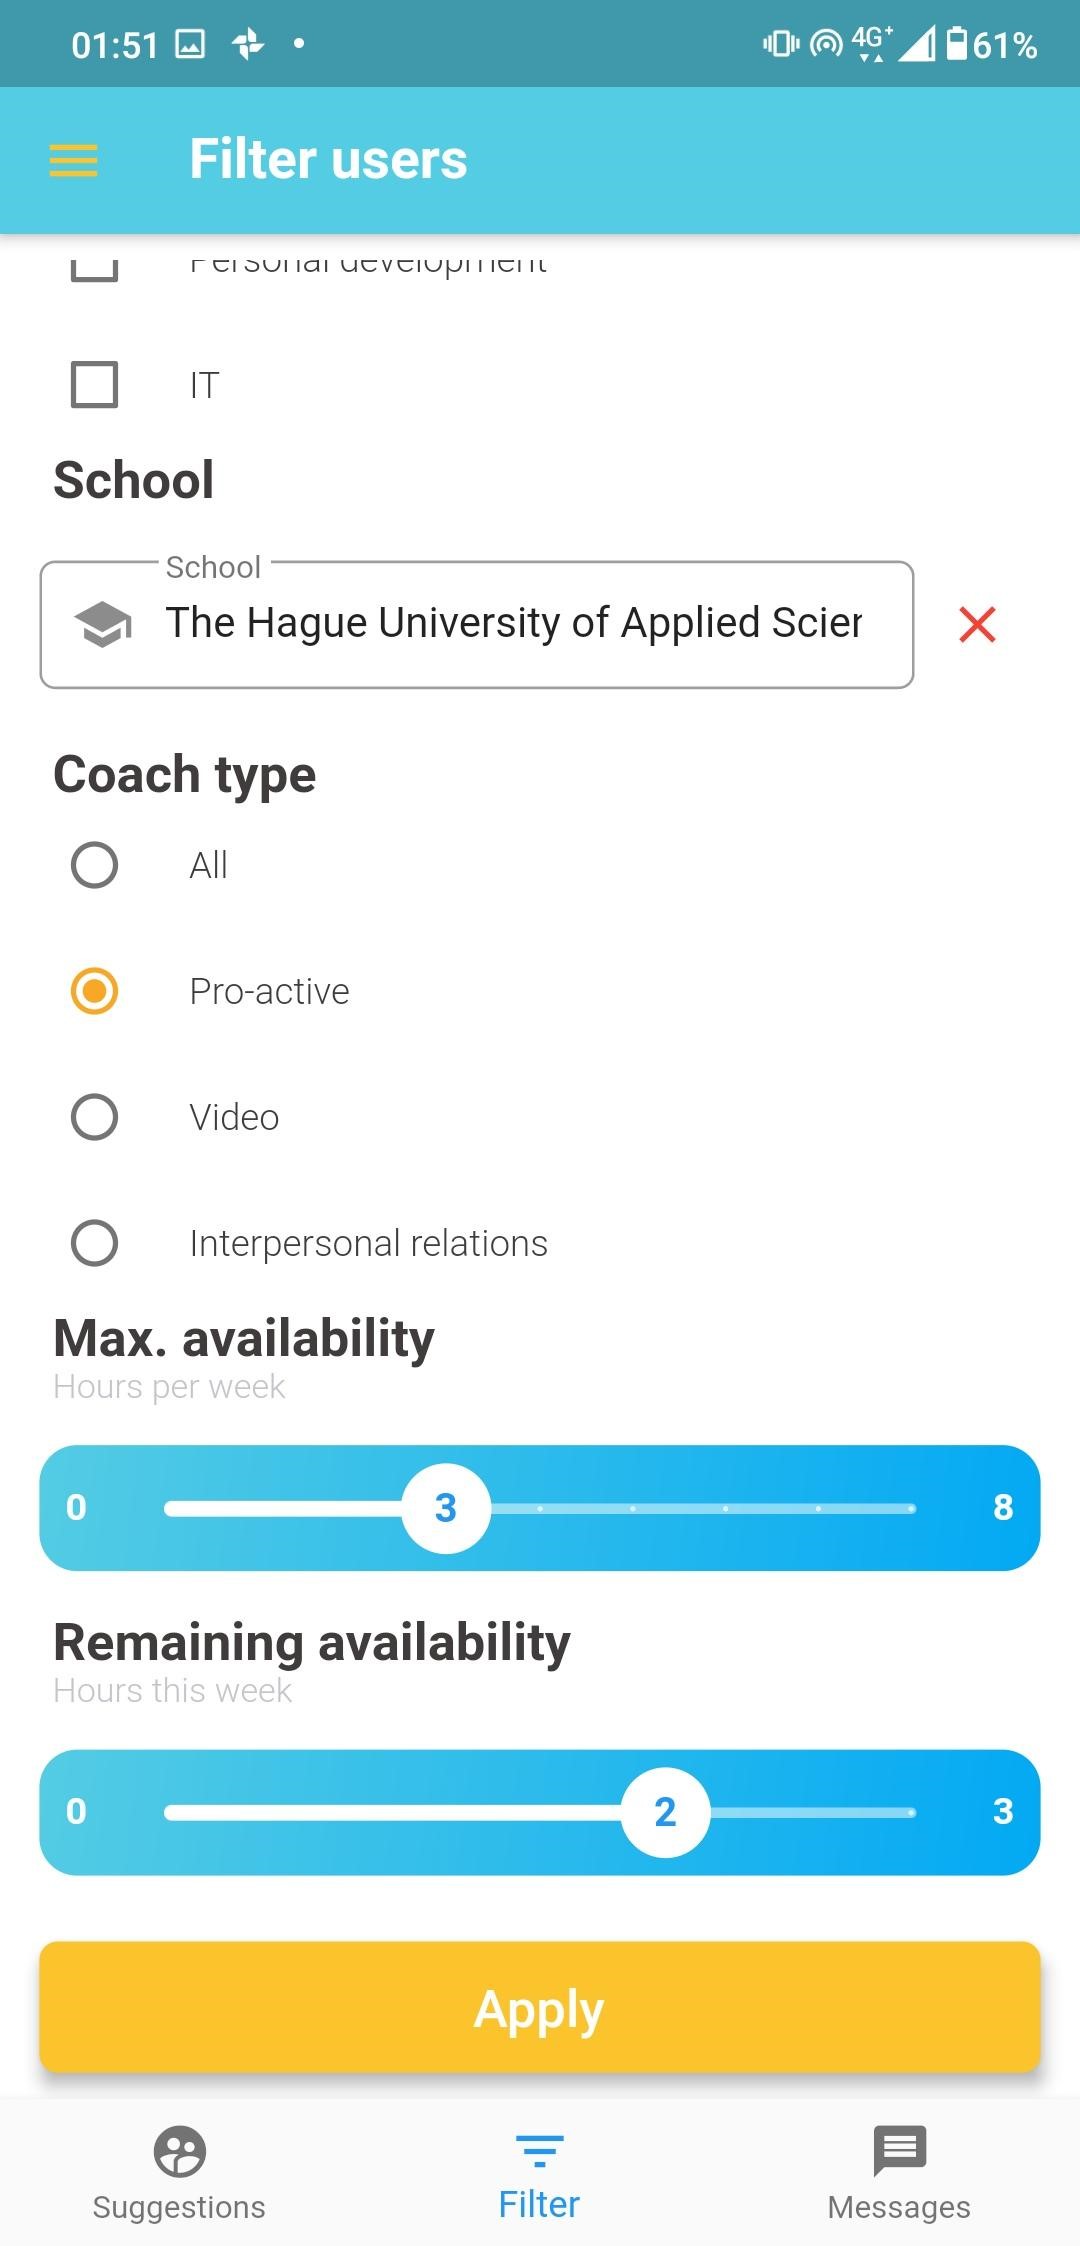 01:51 4G+ 61%
Filter users
Personal development
IT
School
School
The Hague University of Applied Scier
Coach type
All
Pro-active
Video
Interpersonal relations
Max. availability
Hours per week
0 3 8
Remaining availability
Hours this week
0 2 3
Apply
Suggestions Filter Messages